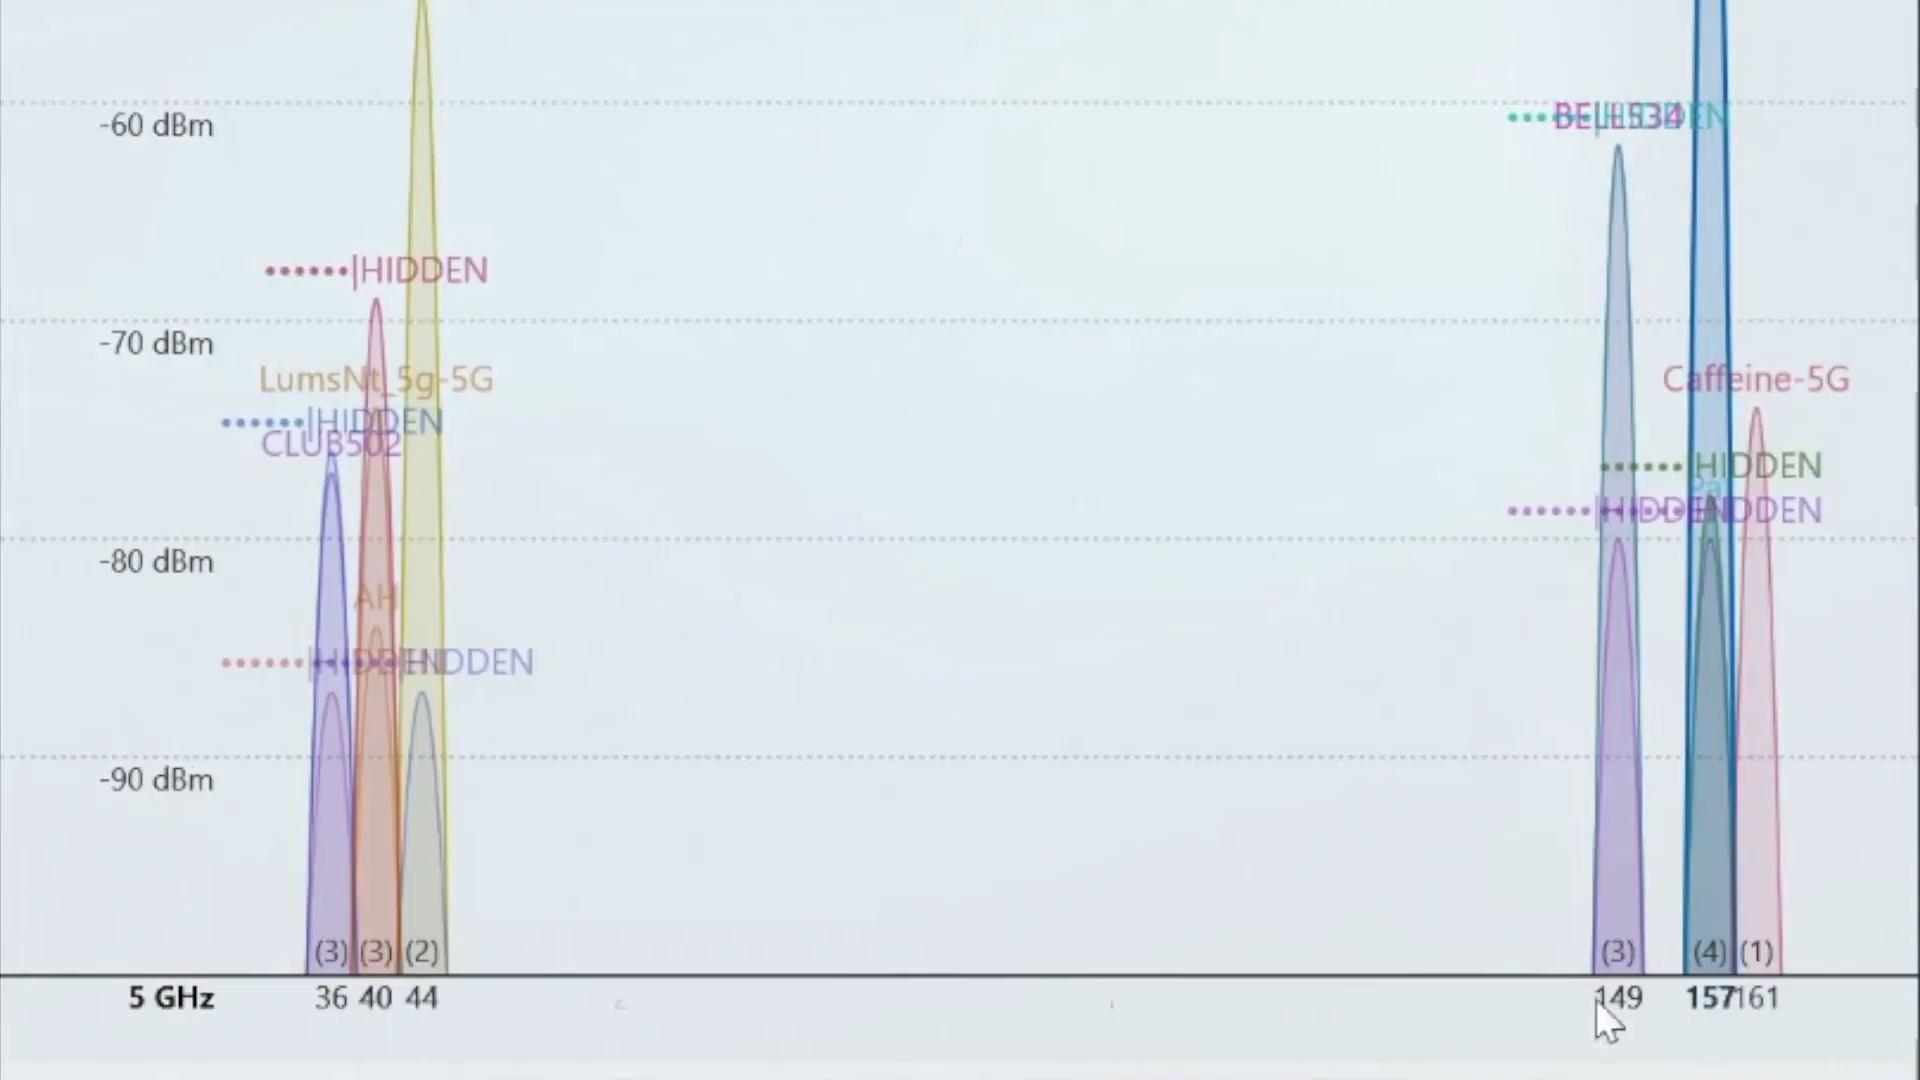 -60 dBm
BELL534
|HIDDEN
|HIDDEN
-70 dBm
LumsNt_5g-5G
Caffeine-5G
|HIDDEN
CLUB502
|HIDDEN
|HIDDEN
HIDDEN
-80 dBm
AH
|HIDDEN
|HIDDEN
-90 dBm
(3) (3) (2) (3) (4) (1)
5 GHz 36 40 44 149 157 161